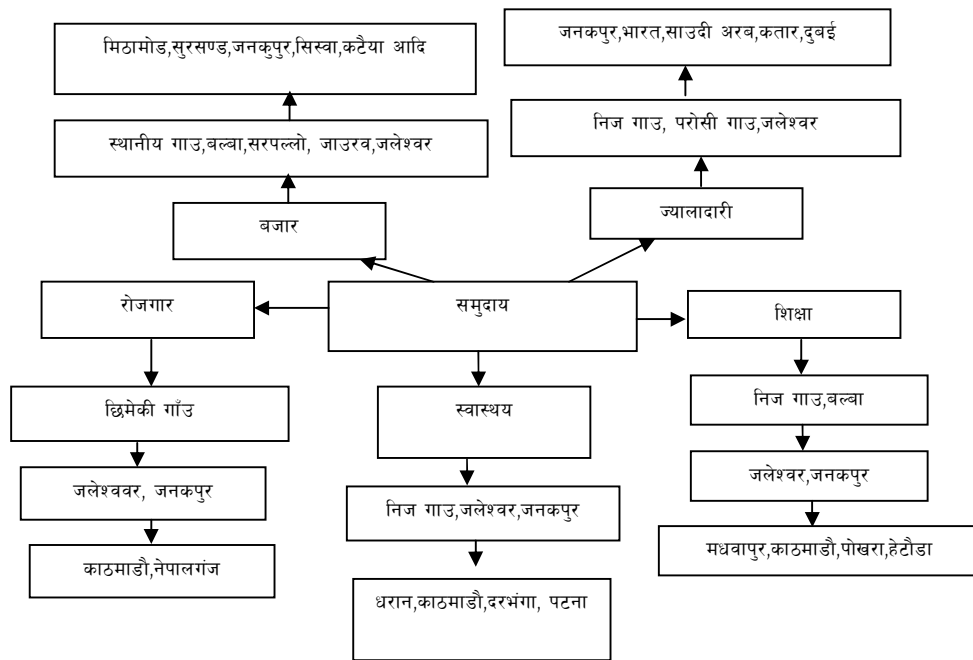 मिठामोड,सुरसण्ड,जनकुपुर,सिस्वा,कटैया आदि
जनकपुर,भारत,साउदी अरब,कतार,दुबई
स्थानीय गाउ,बल्बा,सरपल्लो, जाउरव,जलेश्वर
निज गाउ, परोसी गाउ,जलेश्वर
बजार
ज्यालादारी
रोजगार
समुदाय
शिक्षा
छिमेकी गाँउ
स्वास्थय
निज गाउ,बल्बा
जलेश्ववर, जनकपुर
निज गाउ,जलेश्वर,जनकपुर
जलेश्वर,जनकपुर
काठमाडौ,नेपालगंज
धरान,काठमाडौ,दरभंगा, पटना
मधवापुर,काठमाडौ,पोखरा,हेटौडा